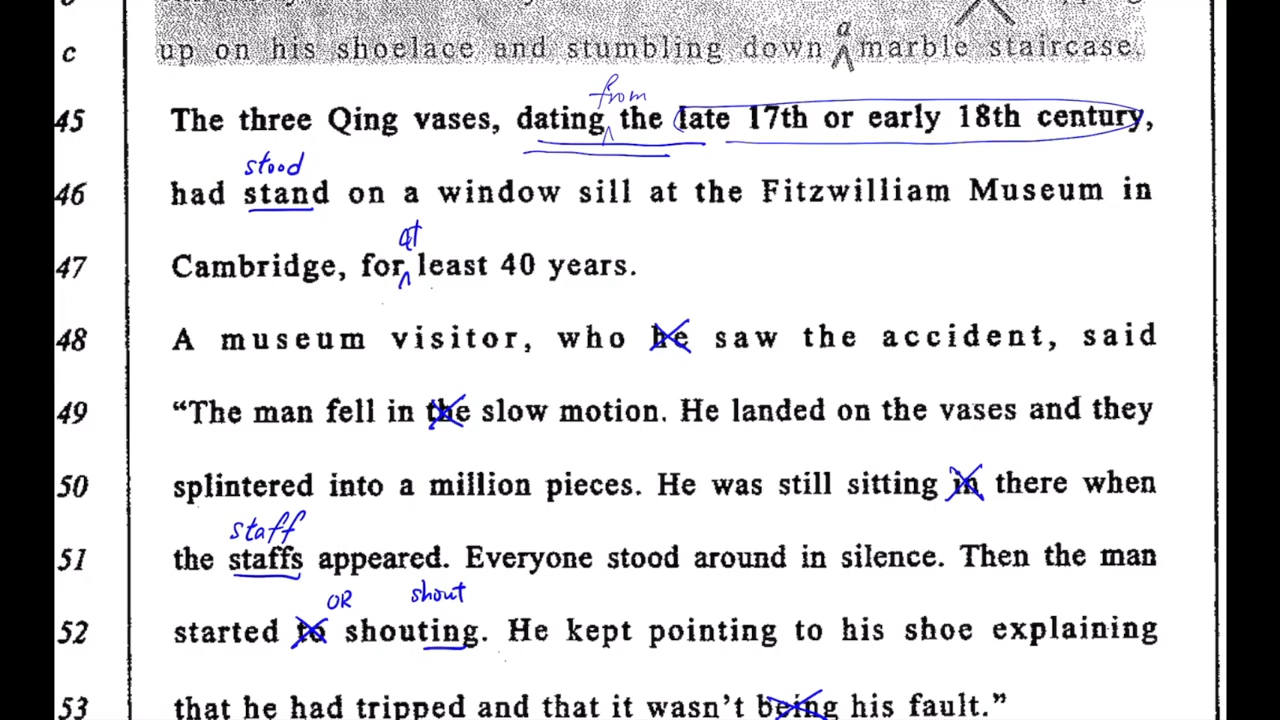 c up on his shoelace and stumbling down a marble staircase.
from
45 The three Qing vases, dating the late 17th or early 18th century,
stood
46 had stand on a window sill at the Fitzwilliam Museum in
at
47 Cambridge, for least 40 years.
48 A museum visitor, who he saw the accident, said
49 “The man fell in the slow motion. He landed on the vases and they
50 splintered into a million pieces. He was still sitting in there when
staff
51 the staffs appeared. Everyone stood around in silence. Then the man
OR shout
52 started to shouting. He kept pointing to his shoe explaining
53 that he had tripped and that it wasn't being his fault.”